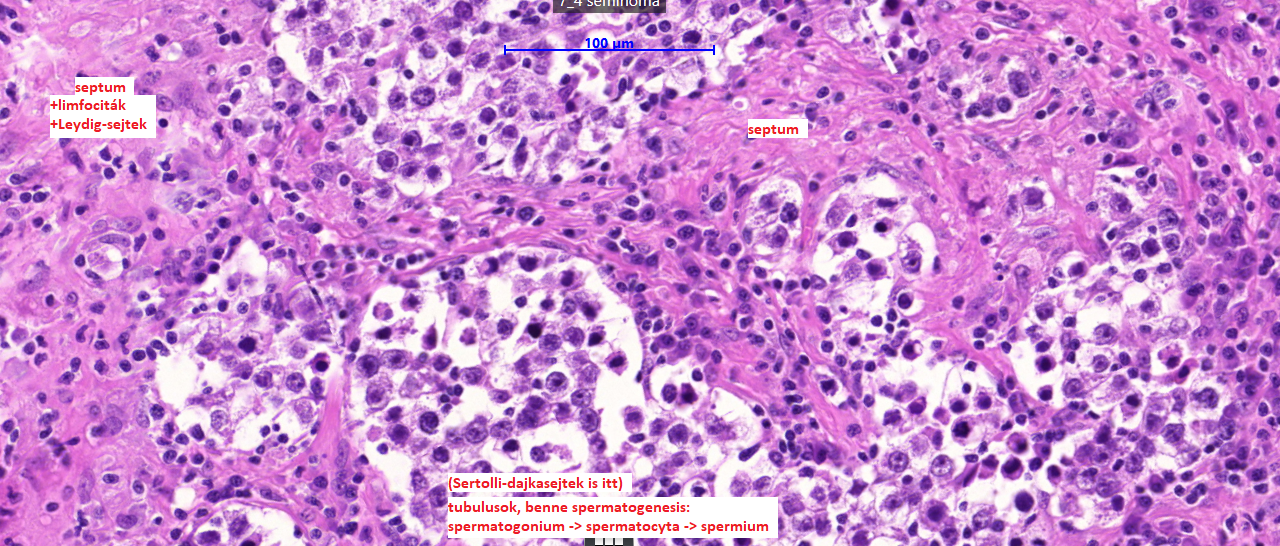 7_4 seminoma
100 µm
septum
+limfociták
+Leydig-sejtek
septum
(Sertolli-dajkasejtek is itt)
tubulusok, benne spermatogenesis:
spermatogonium -> spermatocyta -> spermium